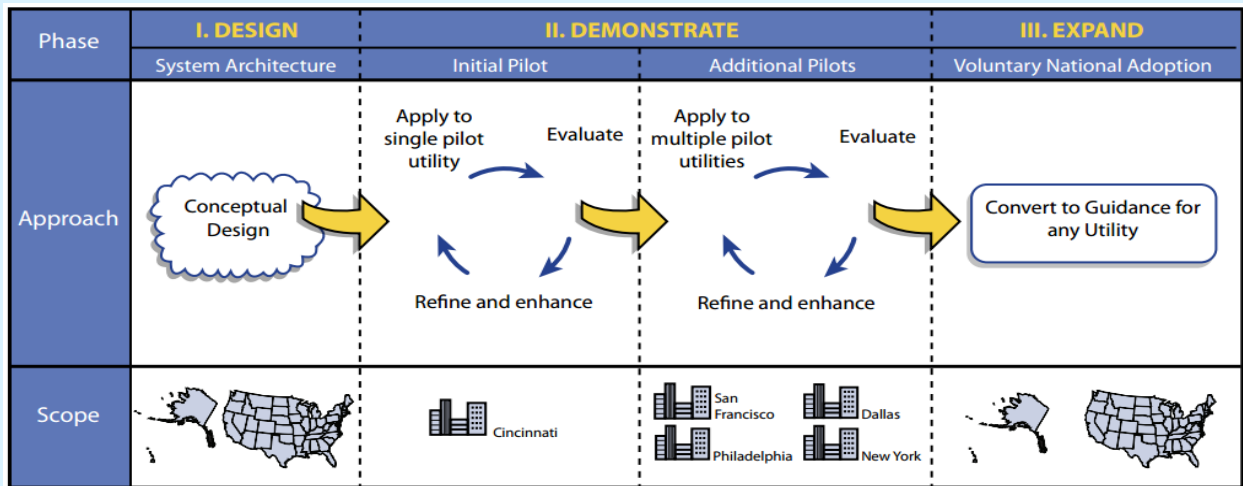 Phase
I. DESIGN
II. DEMONSTRATE
III. EXPAND
System Architecture
Initial Pilot
Additional Pilots
Voluntary National Adoption
Approach
Conceptual
Design
Apply to
single pilot
utility
Evaluate
Refine and enhance
Apply to
multiple pilot
utilities
Evaluate
Refine and enhance
Convert to Guidance for
any Utility
Scope
Cincinnati
San
Francisco
Dallas
Philadelphia
New York